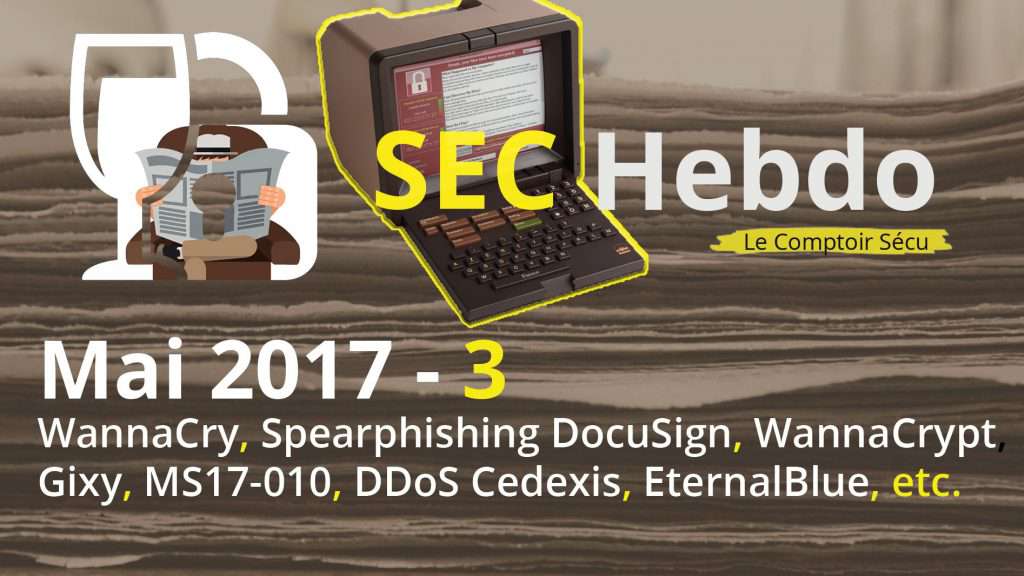 SEC Hebdo
Le Comptoir Sécu
Mai 2017 - 3
WannaCry, Spearphishing DocuSign, WannaCrypt,
Gixy, MS17-010, DDoS Cedexis, EternalBlue, etc.